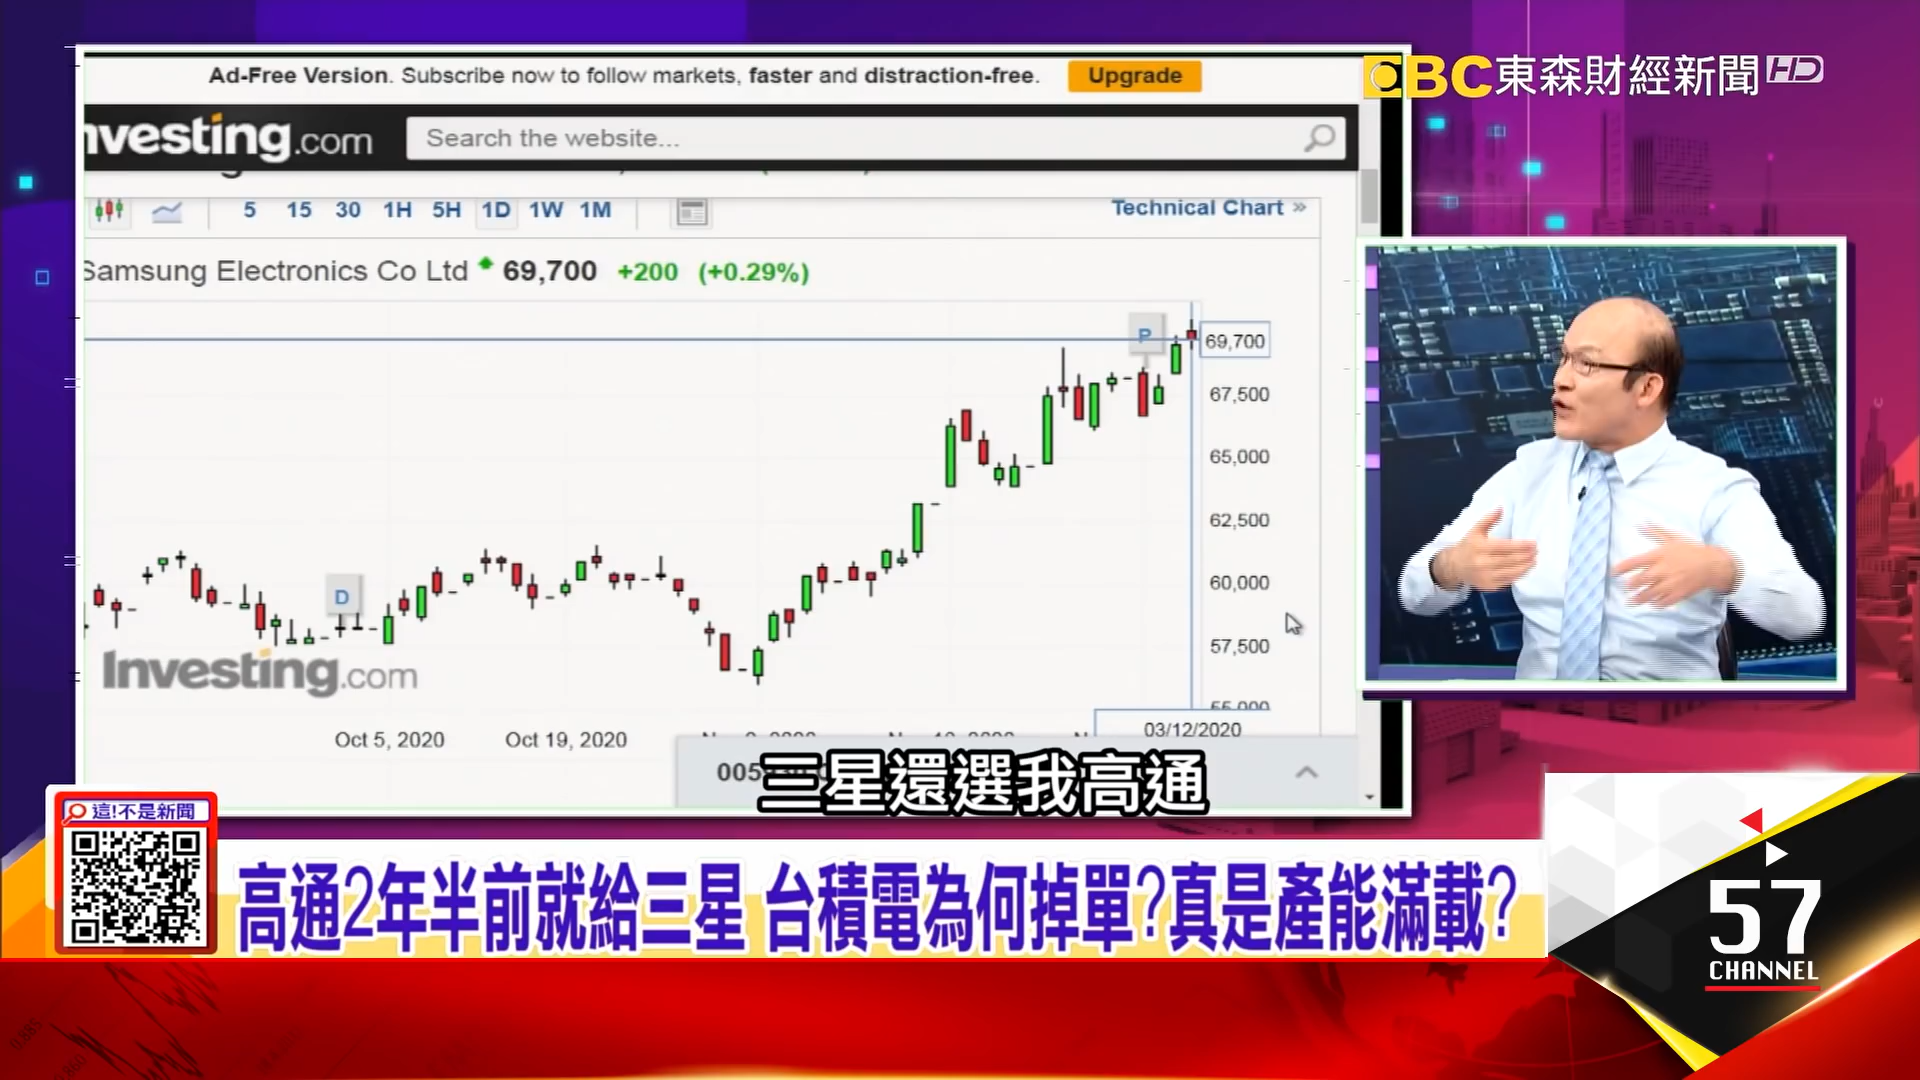 Ad-Free Version. Subscribe now to follow markets, faster and distraction-free.
Upgrade
EBC東森財經新聞HD
nvesting.com
Search the website...
5 15 30 1H 5H 1D 1W 1M
Technical Chart »
Samsung Electronics Co Ltd 69,700 +200 (+0.29%)
P
69,700
67,500
65,000
62,500
60,000
57,500
55,000
D
Investing.com
Oct 5, 2020
Oct 19, 2020
03/12/2020
三星還選我高通
這!不是新聞
高通2年半前就給三星 台積電為何掉單?真是產能滿載?
57
CHANNEL